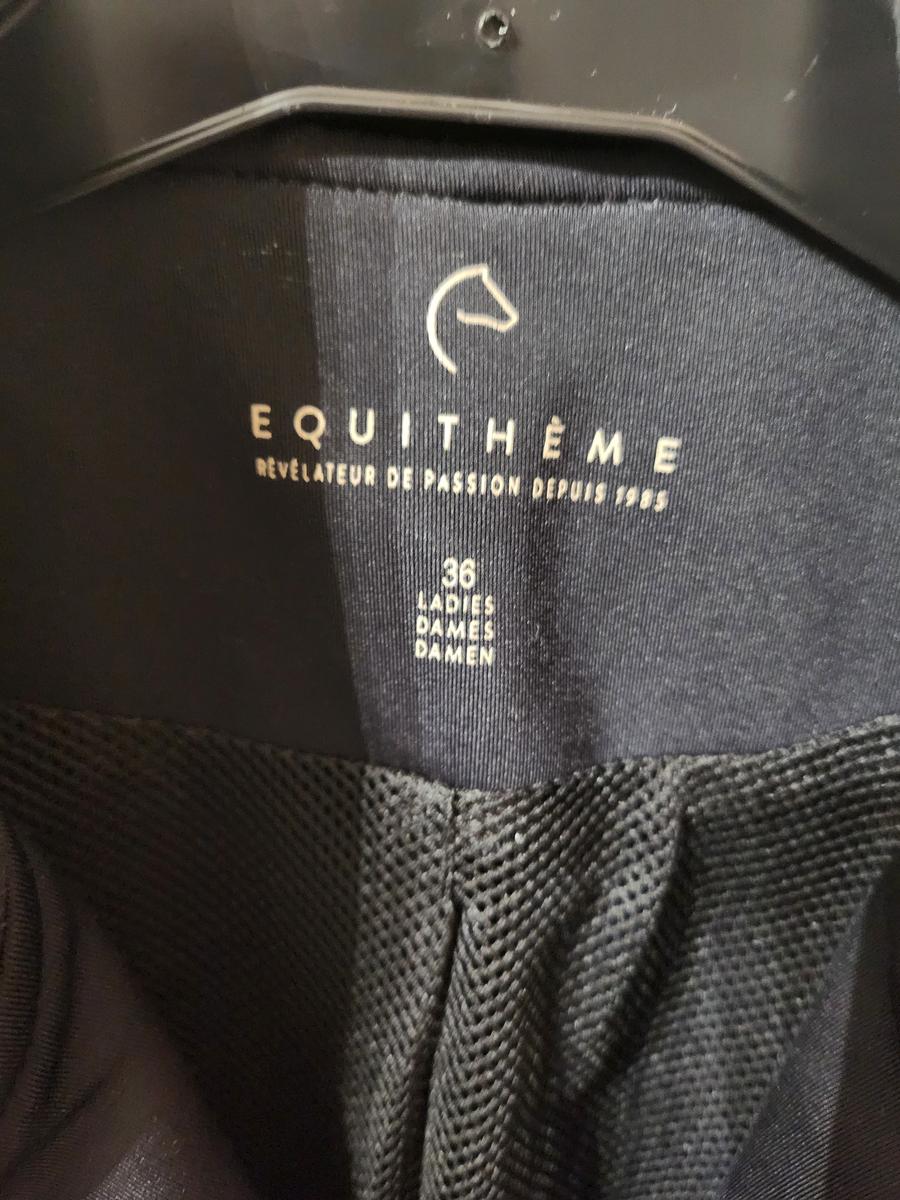 EQUITHÈME
RÉVÉLATEUR DE PASSION DEPUIS 1985
36
LADIES
DAMES
DAMEN